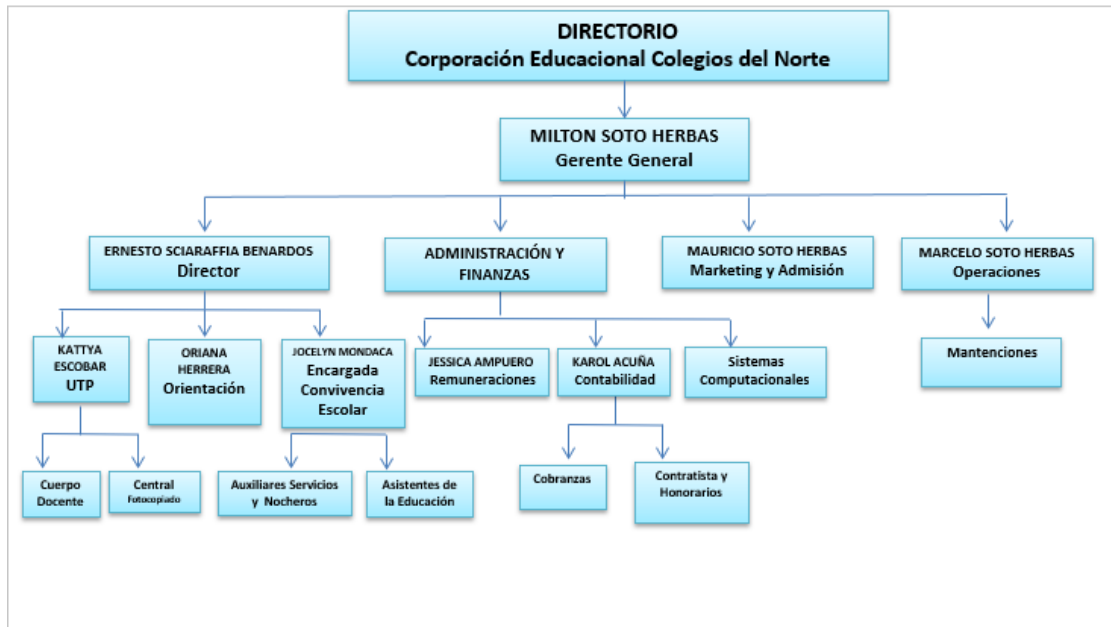 DIRECTORIO
Corporación Educacional Colegios del Norte
MILTON SOTO HERBAS
Gerente General
ERNESTO SCIARAFFIA BENARDOS
Director
ADMINISTRACIÓN Y
FINANZAS
MAURICIO SOTO HERBAS
Marketing y Admisión
MARCELO SOTO HERBAS
Operaciones
KATTYA
ESCOBAR
UTP
ORIANA
HERRERA
Orientación
JOCELYN MONDACA
Encargada
Convivencia
Escolar
JESSICA AMPUERO
Remuneraciones
KAROL ACUÑA
Contabilidad
Sistemas
Computacionales
Mantenciones
Cuerpo
Docente
Central
Fotocopiado
Auxiliares Servicios
y Nocheros
Asistentes de
la Educación
Cobranzas
Contratista y
Honorarios